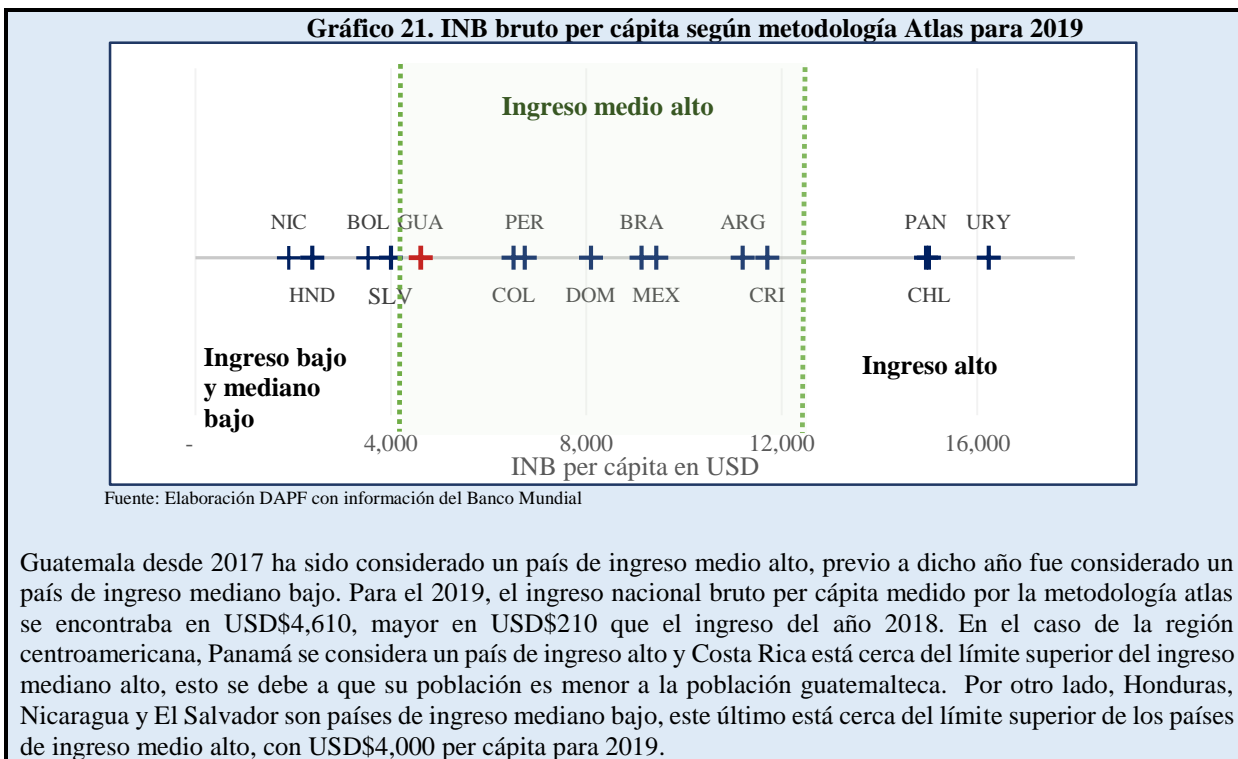 Gráfico 21. INB bruto per cápita según metodología Atlas para 2019
Ingreso medio alto
NIC BOL GUA PER BRA ARG PAN URY
HND SLV COL DOM MEX CRI CHL
Ingreso bajo
y mediano
bajo
Ingreso alto
- 4,000 8,000 12,000 16,000
INB per cápita en USD
Fuente: Elaboración DAPF con información del Banco Mundial
Guatemala desde 2017 ha sido considerado un país de ingreso medio alto, previo a dicho año fue considerado un
país de ingreso mediano bajo. Para el 2019, el ingreso nacional bruto per cápita medido por la metodología atlas
se encontraba en USD$4,610, mayor en USD$210 que el ingreso del año 2018. En el caso de la región
centroamericana, Panamá se considera un país de ingreso alto y Costa Rica está cerca del límite superior del ingreso
mediano alto, esto se debe a que su población es menor a la población guatemalteca. Por otro lado, Honduras,
Nicaragua y El Salvador son países de ingreso mediano bajo, este último está cerca del límite superior de los países
de ingreso medio alto, con USD$4,000 per cápita para 2019.